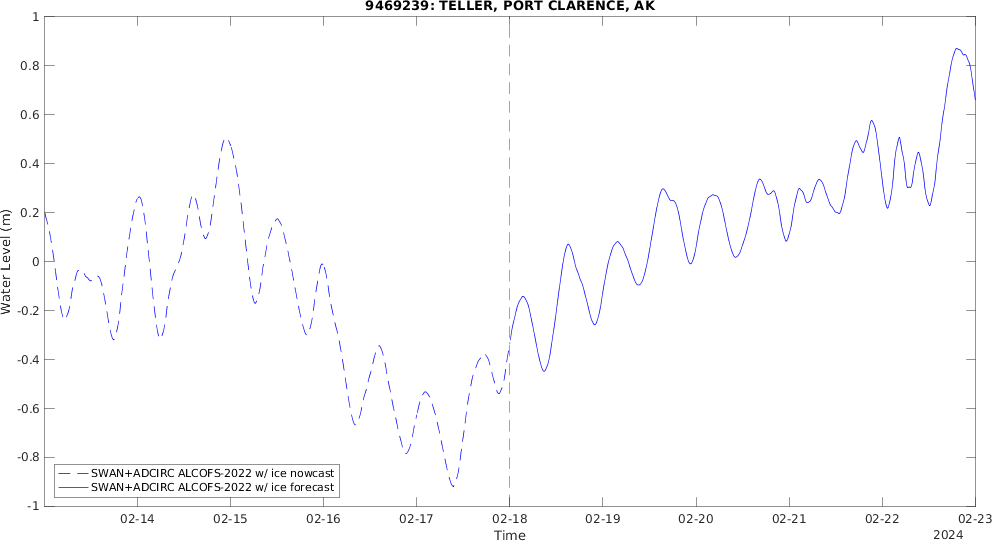 9469239: TELLER, PORT CLARENCE, AK
Water Level (m)
1
0.8
0.6
0.4
0.2
0
-0.2
-0.4
-0.6
-0.8
-1
SWAN+ADCIRC ALCOFS-2022 w/ ice nowcast
SWAN+ADCIRC ALCOFS-2022 w/ ice forecast
02-14 02-15 02-16 02-17 02-18 02-19 02-20 02-21 02-22 02-23
Time
2024